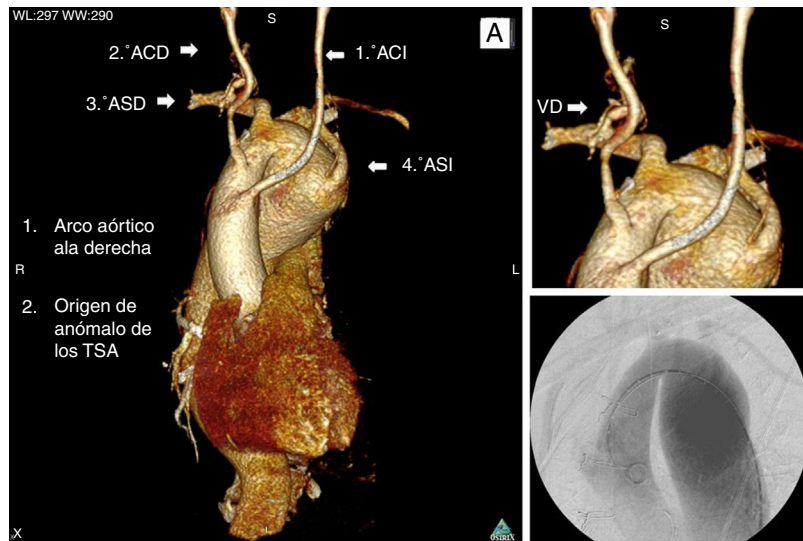 WL:297 WW:290
S
A
2.°ACD
1.°ACI
3.°ASD
4.°ASI
1. Arco aórtico
ala derecha
R
L
2. Origen de
anómalo de
los TSA
X
OSIRIX
S
VD